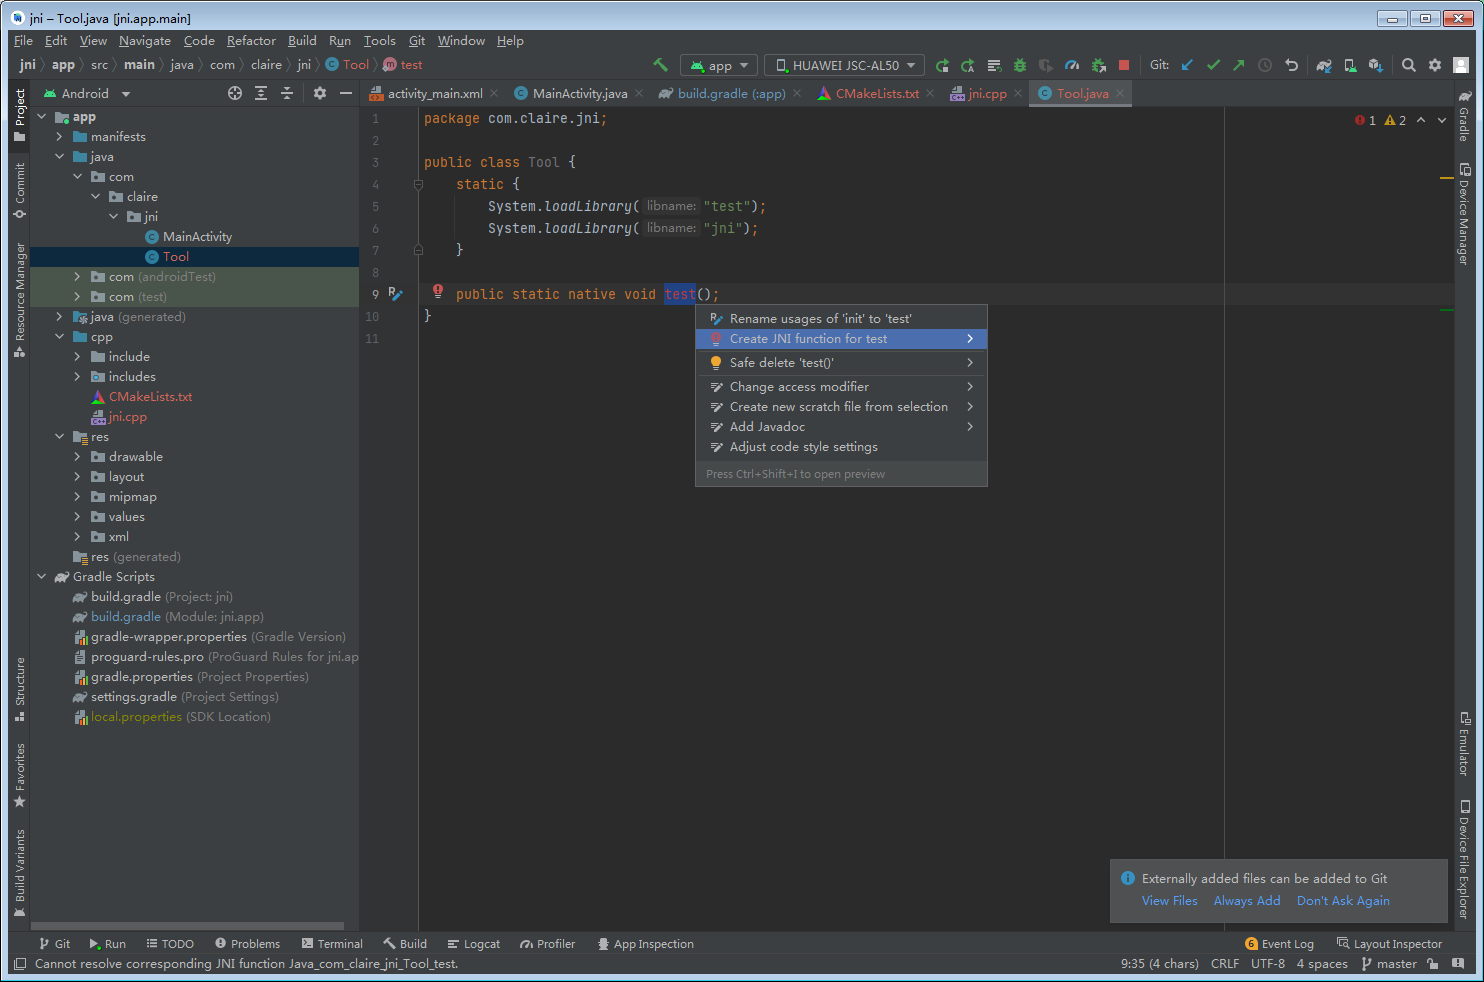 jni – Tool.java [jni.app.main]
File Edit View Navigate Code Refactor Build Run Tools Git Window Help
jni app src main java com claire jni Tool test
app HUAWEI JSC-AL50 Git:
Project
Commit
Resource Manager
Structure
Favorites
Build Variants
Android
app
manifests
java
com
claire
jni
MainActivity
Tool
com (androidTest)
com (test)
java (generated)
cpp
include
includes
CMakeLists.txt
jni.cpp
res
drawable
layout
mipmap
values
xml
res (generated)
Gradle Scripts
build.gradle (Project: jni)
build.gradle (Module: jni.app)
gradle-wrapper.properties (Gradle Version)
proguard-rules.pro (ProGuard Rules for jni.ap
gradle.properties (Project Properties)
settings.gradle (Project Settings)
local.properties (SDK Location)
activity_main.xml MainActivity.java build.gradle (:app) CMakeLists.txt jni.cpp Tool.java
1 package com.claire.jni;
2
3 public class Tool {
4 static {
5 System.loadLibrary( libname: "test");
6 System.loadLibrary( libname: "jni");
7 }
8
9 public static native void test();
10 }
11
1 2
Rename usages of 'init' to 'test'
Create JNI function for test
Safe delete 'test()'
Change access modifier
Create new scratch file from selection
Add Javadoc
Adjust code style settings
Press Ctrl+Shift+I to open preview
Gradle
Device Manager
Emulator
Device File Explorer
Externally added files can be added to Git
View Files Always Add Don't Ask Again
Git Run TODO Problems Terminal Build Logcat Profiler App Inspection
6 Event Log Layout Inspector
Cannot resolve corresponding JNI function Java_com_claire_jni_Tool_test.
9:35 (4 chars) CRLF UTF-8 4 spaces master